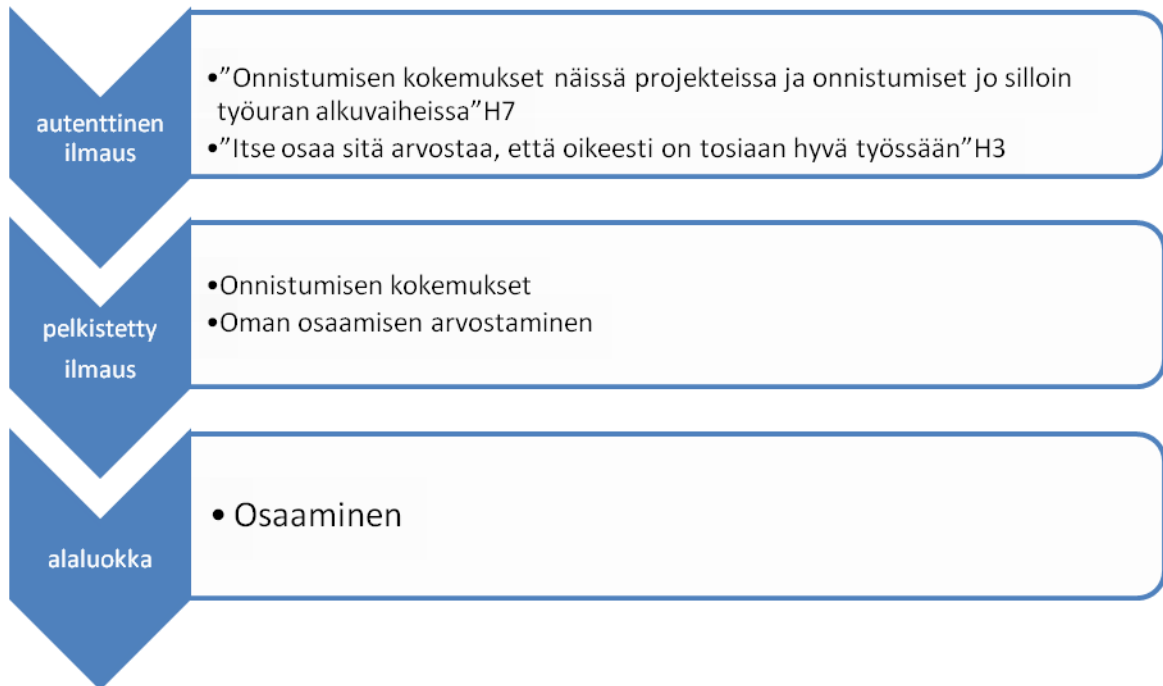 autenttinen
ilmaus
•”Onnistumisen kokemukset näissä projekteissa ja onnistumiset jo silloin
työuran alkuvaiheissa”H7
•”Itse osaa sitä arvostaa, että oikeesti on tosiaan hyvä työssään”H3
pelkistetty
ilmaus
•Onnistumisen kokemukset
•Oman osaamisen arvostaminen
alaluokka
• Osaaminen